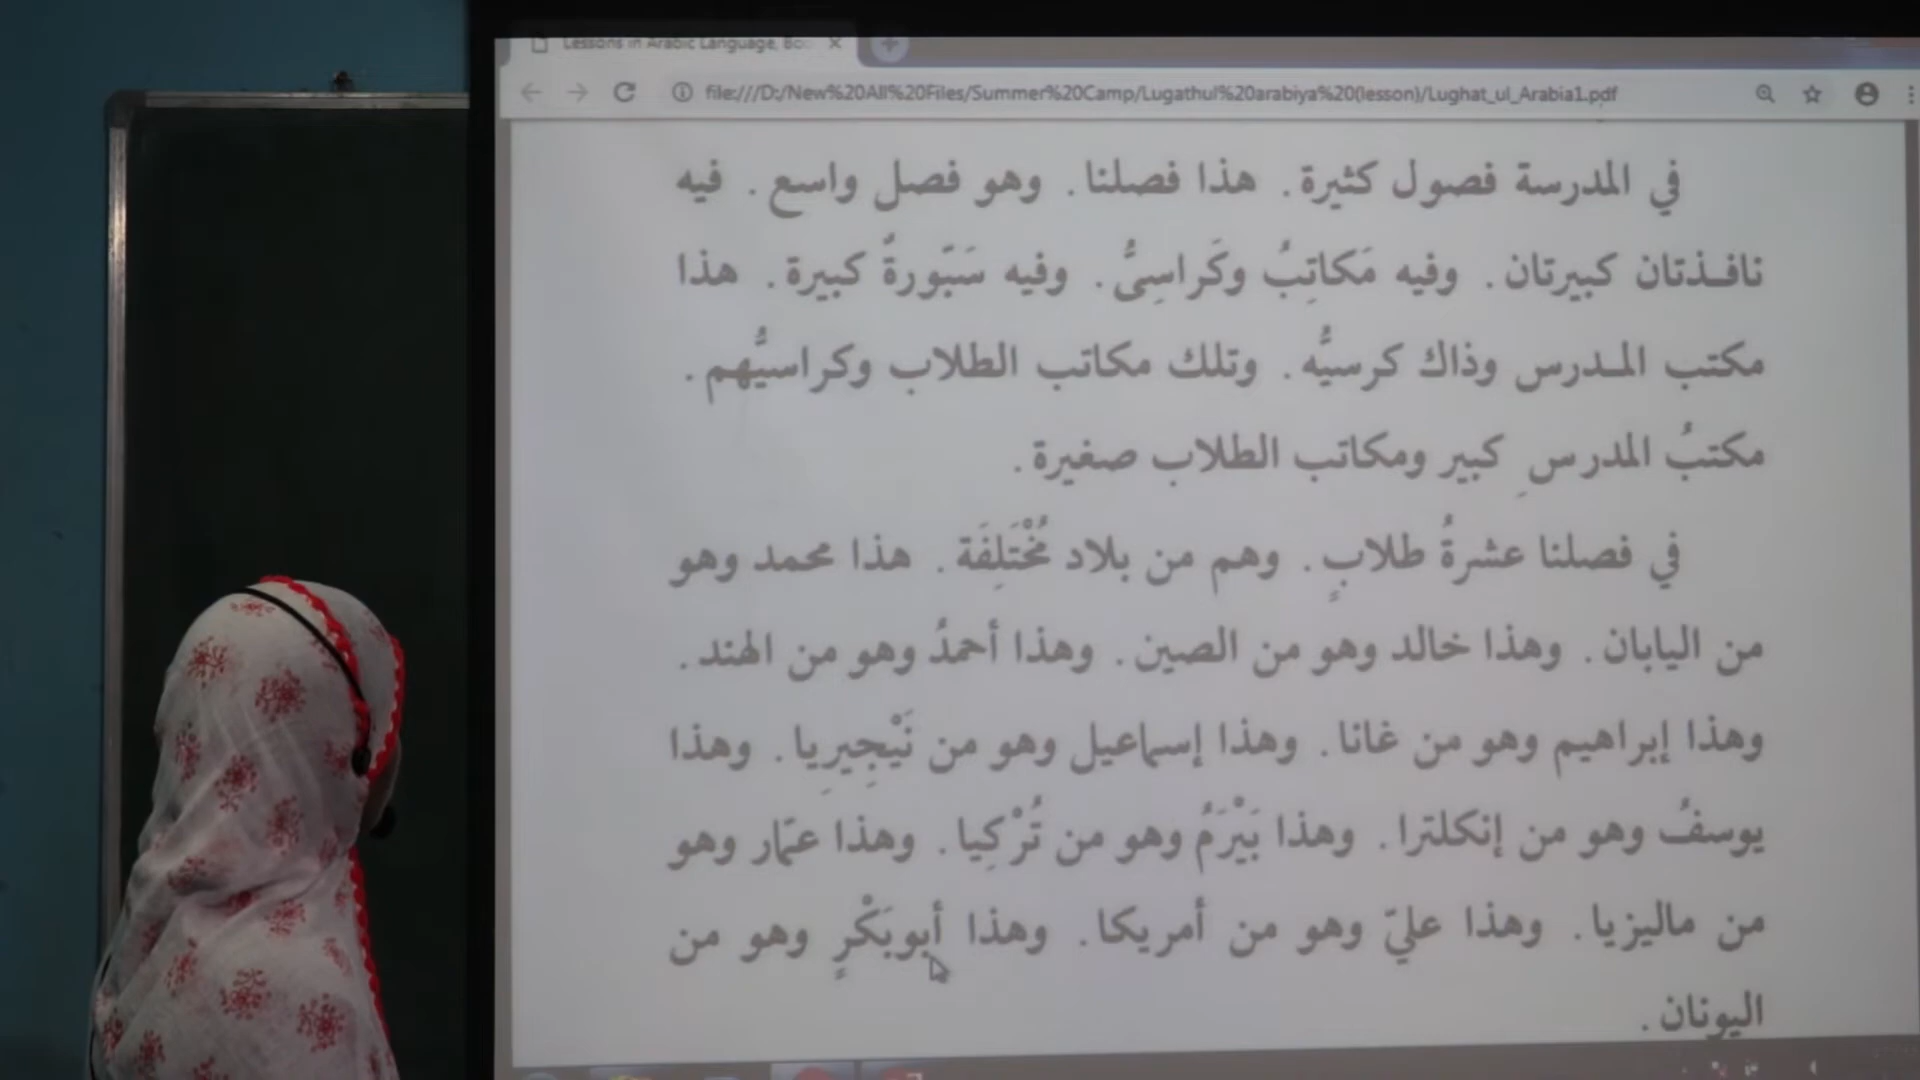 Lessons in Arabic Language, Bo
file:///D:/New%20All%20Files/Summer%20Camp/Lugathul%20arabiya%20(lesson)/Lughat_ul_Arabia1.pdf
في المدرسة فصول كثيرة. هذا فصلنا. وهو فصل واسع. فيه
نافـذتان كبيرتان. وفيه مَكاتِبُ وكَراسِىُّ. وفيه سَبّورةٌ كبيرة. هذا
مكتب المـدرس وذاك كرسيُّه. وتلك مكاتب الطلاب وكراسيُّهم.
مكتبُ المدرسِ كبير ومكاتب الطلاب صغيرة.
في فصلنا عشرةُ طلابٍ. وهم من بلاد مُخْتَلِفَة. هذا محمد وهو
من اليابان. وهذا خالد وهو من الصين. وهذا أحمدُ وهو من الهند.
وهذا إبراهيم وهو من غانا. وهذا إسماعيل وهو من نَيْجِيرِيا. وهذا
يوسفُ وهو من إنكلترا. وهذا بَيْرَمُ وهو من تُرْكِيا. وهذا عمّار وهو
من ماليزيا. وهذا عليّ وهو من أمريكا. وهذا أبوبَكْرٍ وهو من
اليونان.